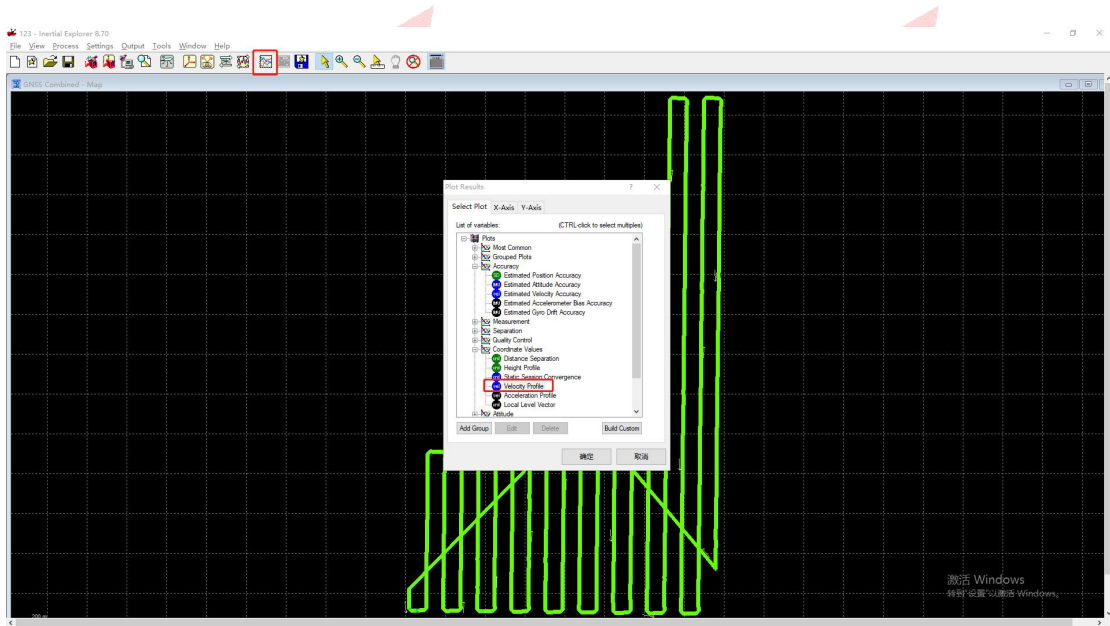 123 - Inertial Explorer 8.70
File View Process Settings Output Tools Window Help
GNSS Combined - Map
Plot Results
Select Plot X-Axis Y-Axis
List of variables: (CTRL-click to select multiples)
Plots
Most Common
Grouped Plots
Accuracy
Estimated Position Accuracy
Estimated Attitude Accuracy
Estimated Velocity Accuracy
Estimated Accelerometer Bias Accuracy
Estimated Gyro Drift Accuracy
Measurement
Separation
Quality Control
Coordinate Values
Distance Separation
Height Profile
Static Session Convergence
Velocity Profile
Acceleration Profile
Local Level Vector
Attitude
Add Group Edit Delete Build Custom
确定 取消
激活 Windows
转到"设置"以激活 Windows。